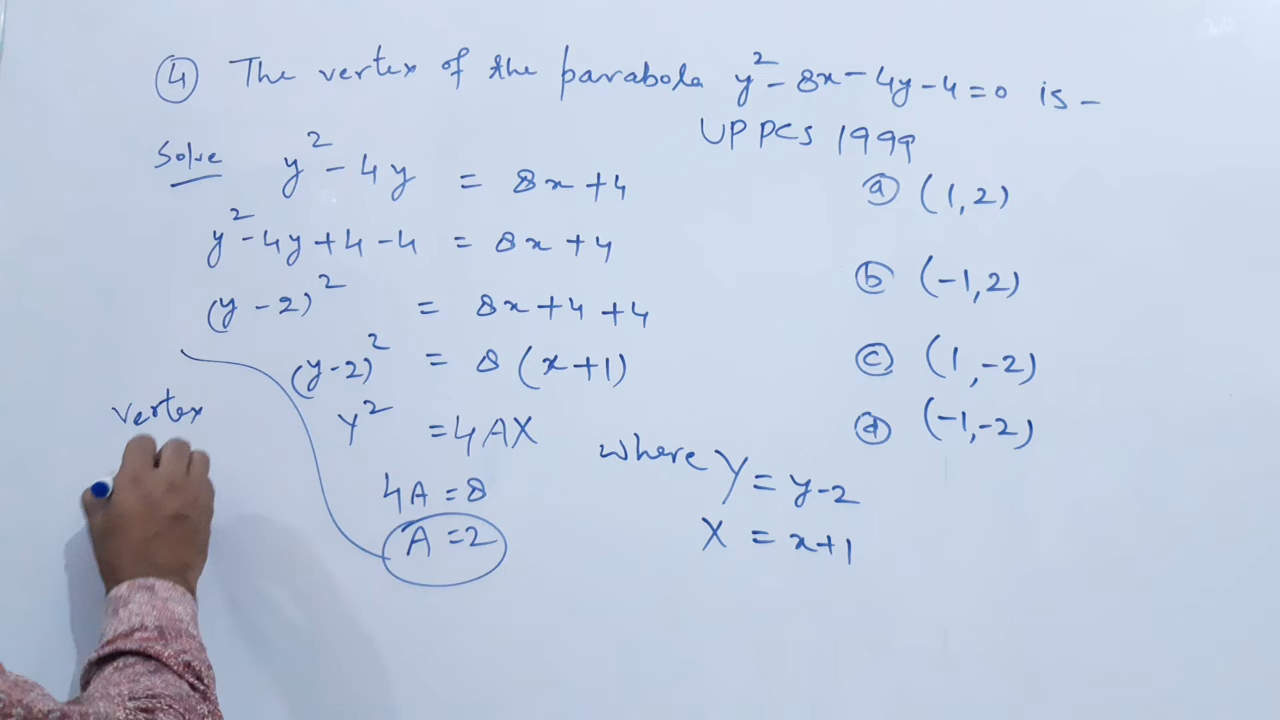 ④ The vertex of the parabola y² - 8x - 4y - 4 = 0 is -
UPPCS 1999
Solve y² - 4y = 8x + 4
y² - 4y + 4 - 4 = 8x + 4
(y - 2)² = 8x + 4 + 4
(y - 2)² = 8 (x + 1)
Y² = 4AX
where Y = y - 2
X = x + 1
4A = 8
A = 2
vertex
ⓐ (1, 2)
ⓑ (-1, 2)
ⓒ (1, -2)
ⓓ (-1, -2)